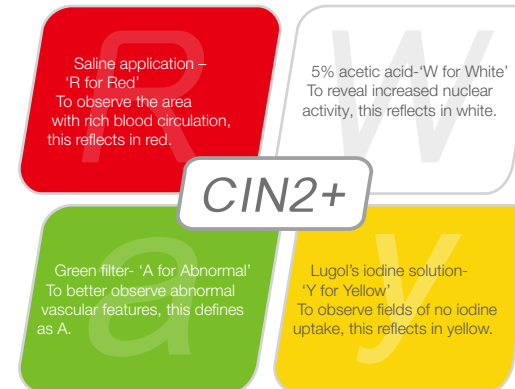 R
Saline application –
‘R for Red’
To observe the area
with rich blood circulation,
this reflects in red.
W
5% acetic acid-‘W for White’
To reveal increased nuclear
activity, this reflects in white.
CIN2+
a
Green filter- ‘A for Abnormal’
To better observe abnormal
vascular features, this defines
as A.
y
Lugol’s iodine solution-
‘Y for Yellow’
To observe fields of no iodine
uptake, this reflects in yellow.